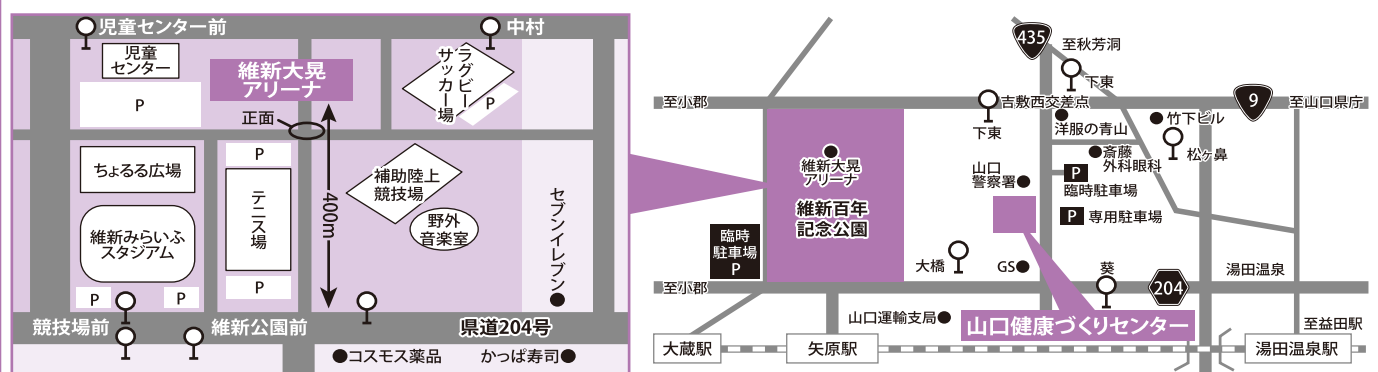 児童センター前
中村
児童
センター
P
維新大晃
アリーナ
ラグビー
サッカー場
P
正面
ちょるる広場
P
テニス場
P
400m
補助陸上
競技場
野外
音楽室
維新みらいふ
スタジアム
P
P
セブンイレブン
競技場前
維新公園前
県道204号
コスモス薬品
かっぱ寿司
435
至秋芳洞
下東
至小郡
吉敷西交差点
9
至山口県庁
下東
洋服の青山
竹下ビル
松ヶ鼻
斎藤
外科眼科
維新大晃
アリーナ
山口
警察署
P
臨時駐車場
維新百年
記念公園
P
専用駐車場
臨時
駐車場
P
大橋
GS
葵
204
湯田温泉
至小郡
山口運輸支局
山口健康づくりセンター
至益田駅
大蔵駅
矢原駅
湯田温泉駅